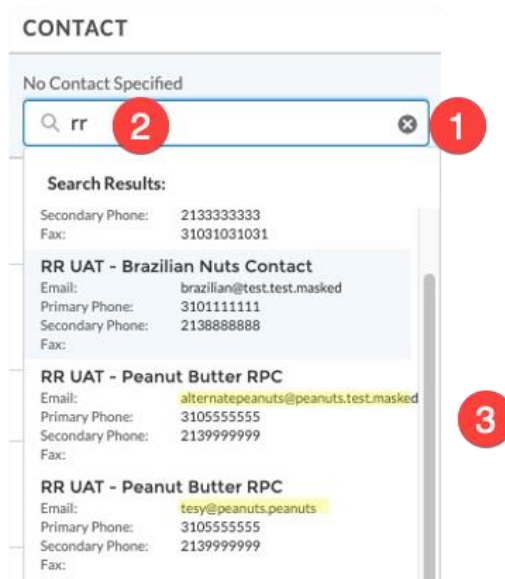 CONTACT
No Contact Specified
rr 2 1
Search Results:
Secondary Phone: 2133333333
Fax: 31031031031
RR UAT - Brazilian Nuts Contact
Email: brazilian@test.test.masked
Primary Phone: 3101111111
Secondary Phone: 2138888888
Fax:
RR UAT - Peanut Butter RPC
Email: alternatepeanuts@peanuts.test.masked
Primary Phone: 3105555555
3
Secondary Phone: 2139999999
Fax:
RR UAT - Peanut Butter RPC
Email: tesy@peanuts.peanuts
Primary Phone: 3105555555
Secondary Phone: 2139999999
Fax: